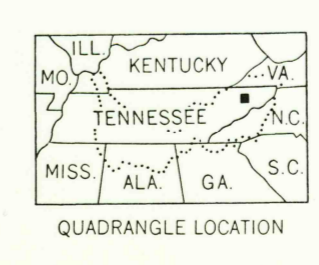 ILL.
KENTUCKY
MO.
VA.
TENNESSEE
N.C.
MISS.
ALA.
GA.
S.C.
QUADRANGLE LOCATION